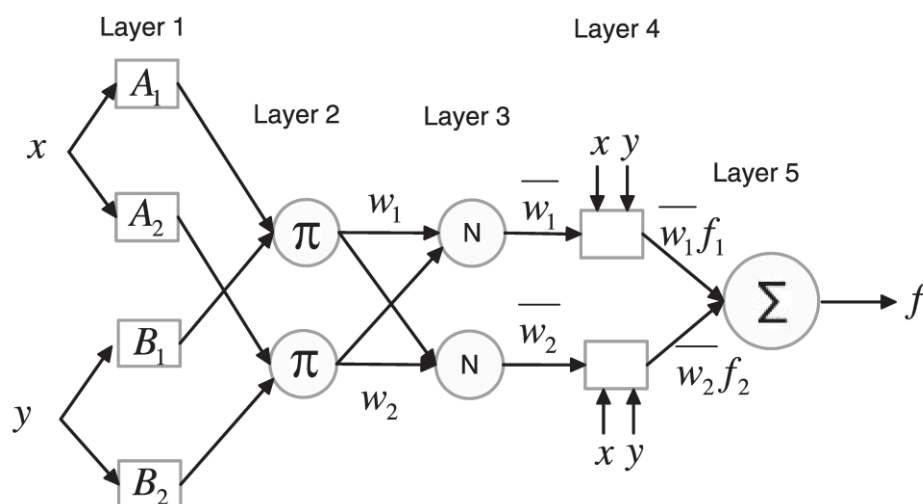 Layer 1
Layer 4
A₁
Layer 2
Layer 3
x
x y
Layer 5
A₂
w₁
w̅₁
w̅₁f₁
π
N
Σ
f
B₁
π
N
w̅₂
w̅₂f₂
y
w₂
x y
B₂